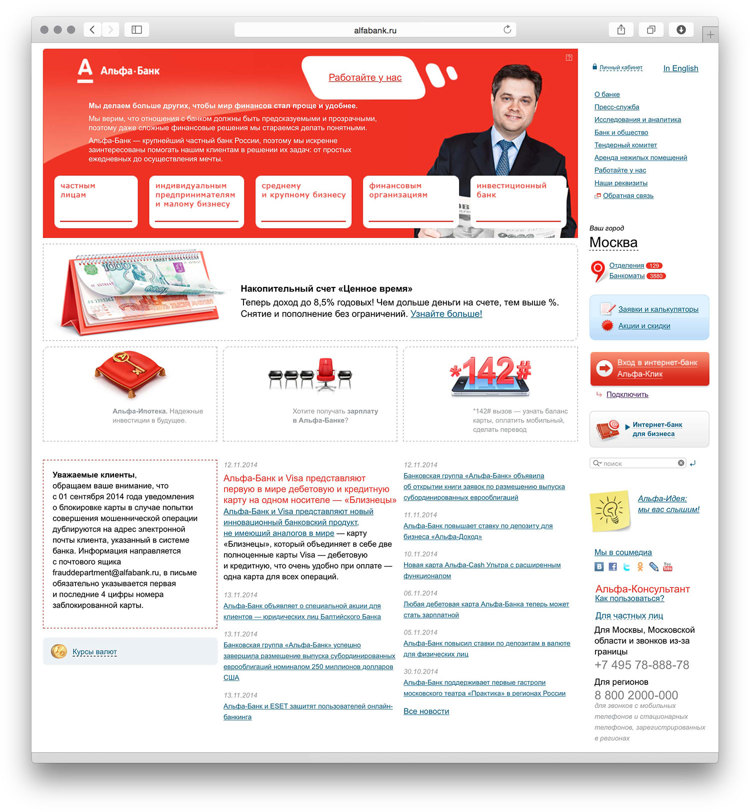 alfabank.ru
Альфа·Банк
Работайте у нас
Личный кабинет
In English
Мы делаем больше других, чтобы мир финансов стал проще и удобнее.
Мы верим, что отношения с банком должны быть предсказуемыми и прозрачными,
поэтому даже сложные финансовые решения мы стараемся делать понятными.
Альфа-Банк — крупнейший частный банк России, поэтому мы искренне
заинтересованы помогать нашим клиентам в решении их задач: от простых
ежедневных до осуществления мечты.
частным
лицам
индивидуальным
предпринимателям
и малому бизнесу
среднему
и крупному бизнесу
финансовым
организациям
инвестиционный
банк
О банке
Пресс-служба
Исследования и аналитика
Банк и общество
Тендерный комитет
Аренда нежилых помещений
Работайте у нас
Наши реквизиты
Обратная связь
Ваш город
Москва
Отделения 129
Банкоматы 3880
Заявки и калькуляторы
Акции и скидки
Вход в интернет-банк
Альфа-Клик
Подключить
Интернет-банк
для бизнеса
поиск
Альфа-Идея:
мы вас слышим!
Мы в соцмедиа
Альфа-Консультант
Как пользоваться?
Для частных лиц
Для Москвы, Московской
области и звонков из-за
границы
+7 495 78-888-78
Для регионов
8 800 2000-000
для звонков с мобильных
телефонов и стационарных
телефонов, зарегистрированных
в регионах
Накопительный счет «Ценное время»
Теперь доход до 8,5% годовых! Чем дольше деньги на счете, тем выше %.
Снятие и пополнение без ограничений. Узнайте больше!
1000
Альфа-Ипотека. Надежные
инвестиции в будущее.
Хотите получать зарплату
в Альфа-Банке?
*142#
*142# вызов — узнать баланс
карты, оплатить мобильный,
сделать перевод
Уважаемые клиенты,
обращаем ваше внимание, что
с 01 сентября 2014 года уведомления
о блокировке карты в случае попытки
совершения мошеннической операции
дублируются на адрес электронной
почты клиента, указанный в системе
банка. Информация направляется
с почтового ящика
frauddepartment@alfabank.ru, в письме
обязательно указывается первая
и последние 4 цифры номера
заблокированной карты.
Курсы валют
12.11.2014
Альфа-Банк и Visa представляют
первую в мире дебетовую и кредитную
карту на одном носителе — «Близнецы»
Альфа-Банк и Visa представляют новый
инновационный банковский продукт,
не имеющий аналогов в мире — карту
«Близнецы», который объединяет в себе две
полноценные карты Visa — дебетовую
и кредитную, что очень удобно при оплате —
одна карта для всех операций.
13.11.2014
Альфа-Банк объявляет о специальной акции для
клиентов — юридических лиц Балтийского Банка
13.11.2014
Банковская группа «Альфа-Банк» успешно
завершила размещение выпуска субординированных
еврооблигаций номиналом 250 миллионов долларов
США
13.11.2014
Альфа-Банк и ESET защитят пользователей онлайн-
банкинга
12.11.2014
Банковская группа «Альфа-Банк» объявила
об открытии книги заявок по размещению выпуска
субординированных еврооблигаций
11.11.2014
Альфа-Банк повышает ставку по депозиту для
бизнеса «Альфа-Доход»
10.11.2014
Новая карта Альфа-Cash Ультра с расширенным
функционалом
06.11.2014
Любая дебетовая карта Альфа-Банка теперь может
стать зарплатной
05.11.2014
Альфа-Банк повысил ставки по депозитам в валюте
для физических лиц
30.10.2014
Альфа-Банк поддерживает первые гастроли
московского театра «Практика» в регионах России
Все новости